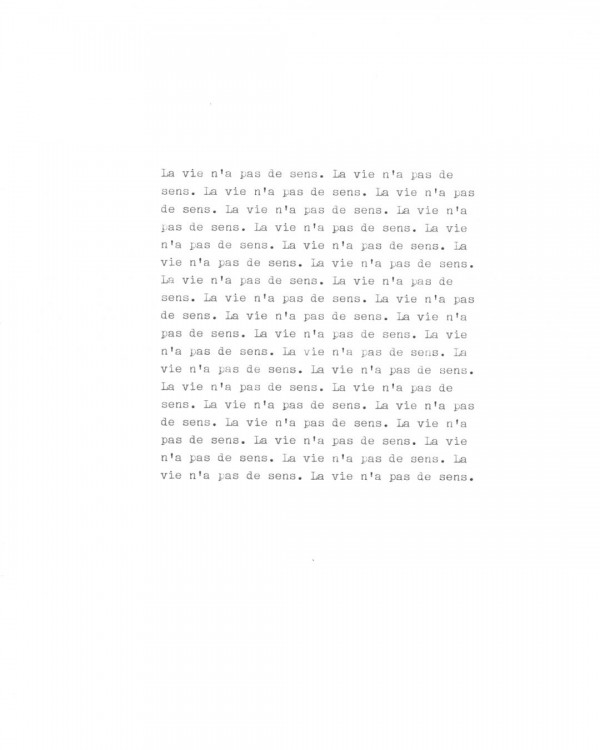 La vie n'a pas de sens. La vie n'a pas de
sens. La vie n'a pas de sens. La vie n'a pas
de sens. La vie n'a pas de sens. La vie n'a
pas de sens. La vie n'a pas de sens. La vie
n'a pas de sens. La vie n'a pas de sens. La
vie n'a pas de sens. La vie n'a pas de sens.
La vie n'a pas de sens. La vie n'a pas de
sens. La vie n'a pas de sens. La vie n'a pas
de sens. La vie n'a pas de sens. La vie n'a
pas de sens. La vie n'a pas de sens. La vie
n'a pas de sens. La vie n'a pas de sens. La
vie n'a pas de sens. La vie n'a pas de sens.
La vie n'a pas de sens. La vie n'a pas de
sens. La vie n'a pas de sens. La vie n'a pas
de sens. La vie n'a pas de sens. La vie n'a
pas de sens. La vie n'a pas de sens. La vie
n'a pas de sens. La vie n'a pas de sens. La
vie n'a pas de sens. La vie n'a pas de sens.